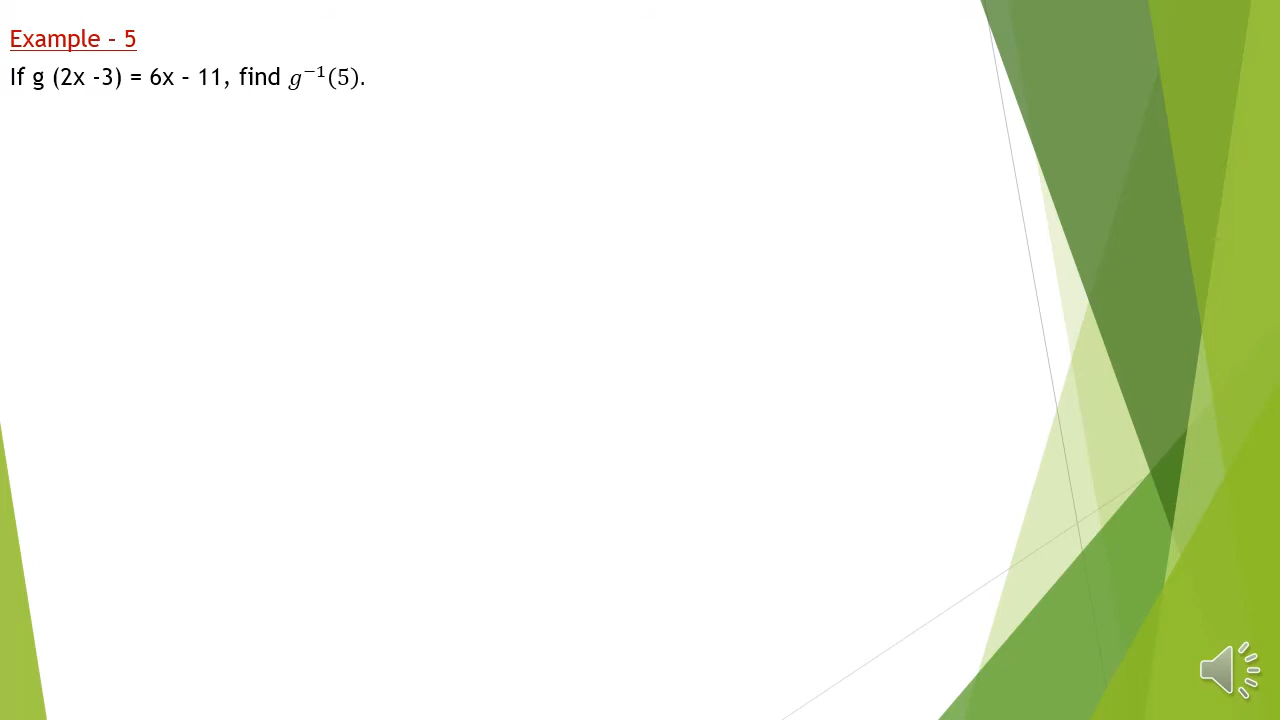 Example – 5
If g (2x -3) = 6x – 11, find 𝑔⁻¹(5).